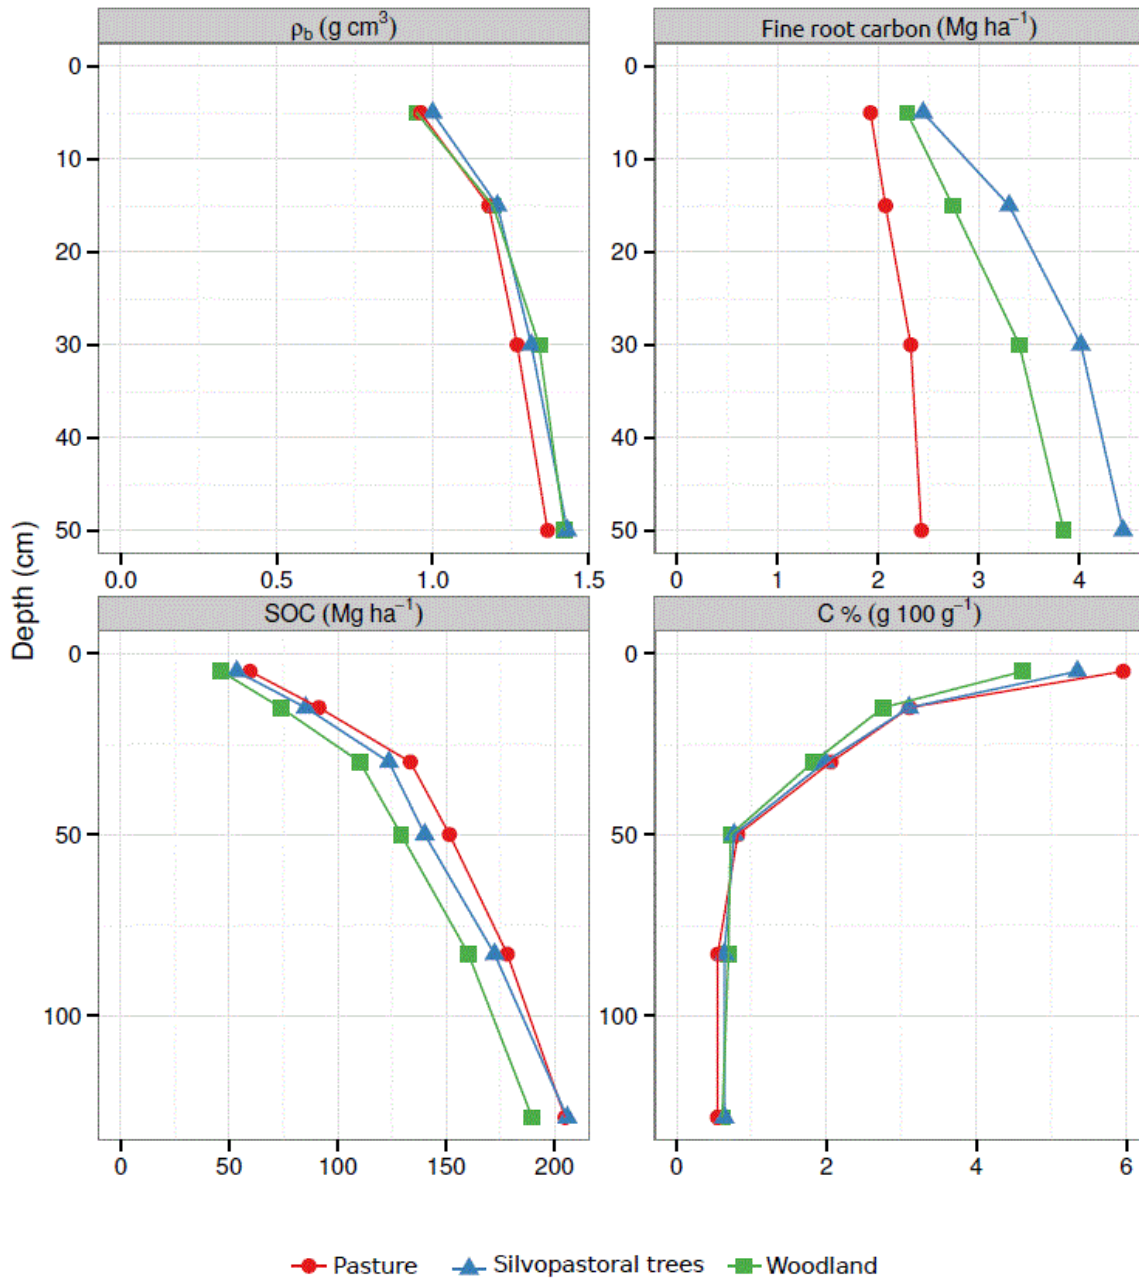 ρb (g cm³)
Fine root carbon (Mg ha⁻¹)
0
10
20
30
40
50
0
10
20
30
40
50
0.0 0.5 1.0 1.5
0 1 2 3 4
Depth (cm)
SOC (Mg ha⁻¹)
C % (g 100 g⁻¹)
0
50
100
0
50
100
0 50 100 150 200
0 2 4 6
Pasture Silvopastoral trees Woodland